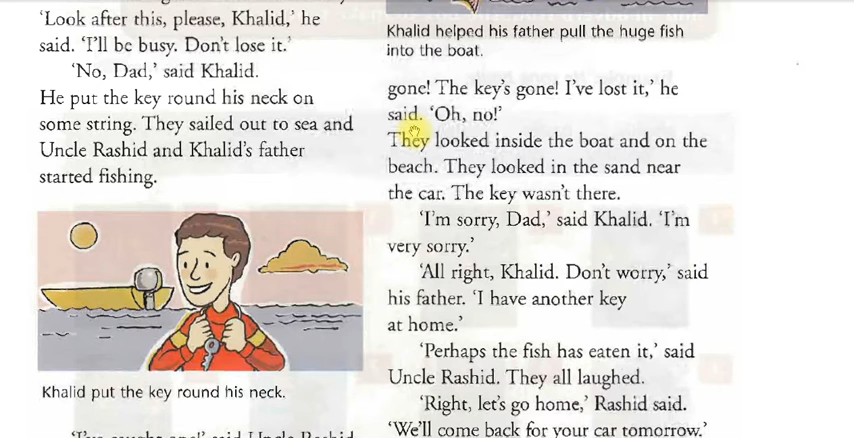 'Look after this, please, Khalid,' he
said. 'I'll be busy. Don't lose it.'
'No, Dad,' said Khalid.
He put the key round his neck on
some string. They sailed out to sea and
Uncle Rashid and Khalid's father
started fishing.
Khalid put the key round his neck.
said Uncle Rashid
Khalid helped his father pull the huge fish
into the boat.
gone! The key's gone! I've lost it,' he
said. 'Oh, no!'
They looked inside the boat and on the
beach. They looked in the sand near
the car. The key wasn't there.
'I'm sorry, Dad,' said Khalid. 'I'm
very sorry.'
'All right, Khalid. Don't worry,' said
his father. 'I have another key
at home.'
'Perhaps the fish has eaten it,' said
Uncle Rashid. They all laughed.
'Right, let's go home,' Rashid said.
'We'll come back for your car tomorrow.'